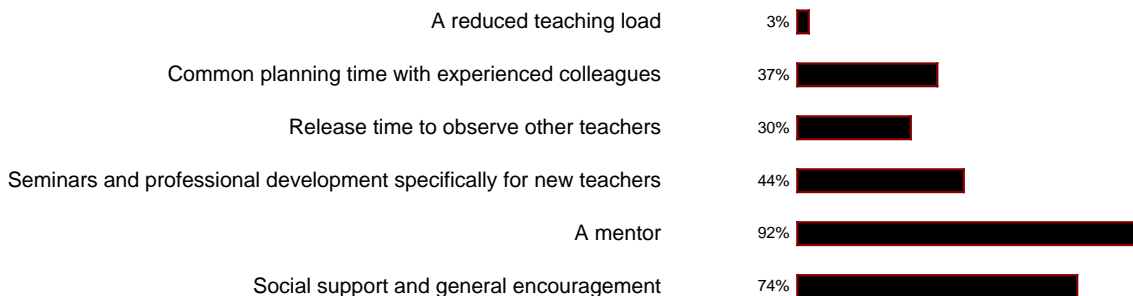 A reduced teaching load 3%
Common planning time with experienced colleagues 37%
Release time to observe other teachers 30%
Seminars and professional development specifically for new teachers 44%
A mentor 92%
Social support and general encouragement 74%